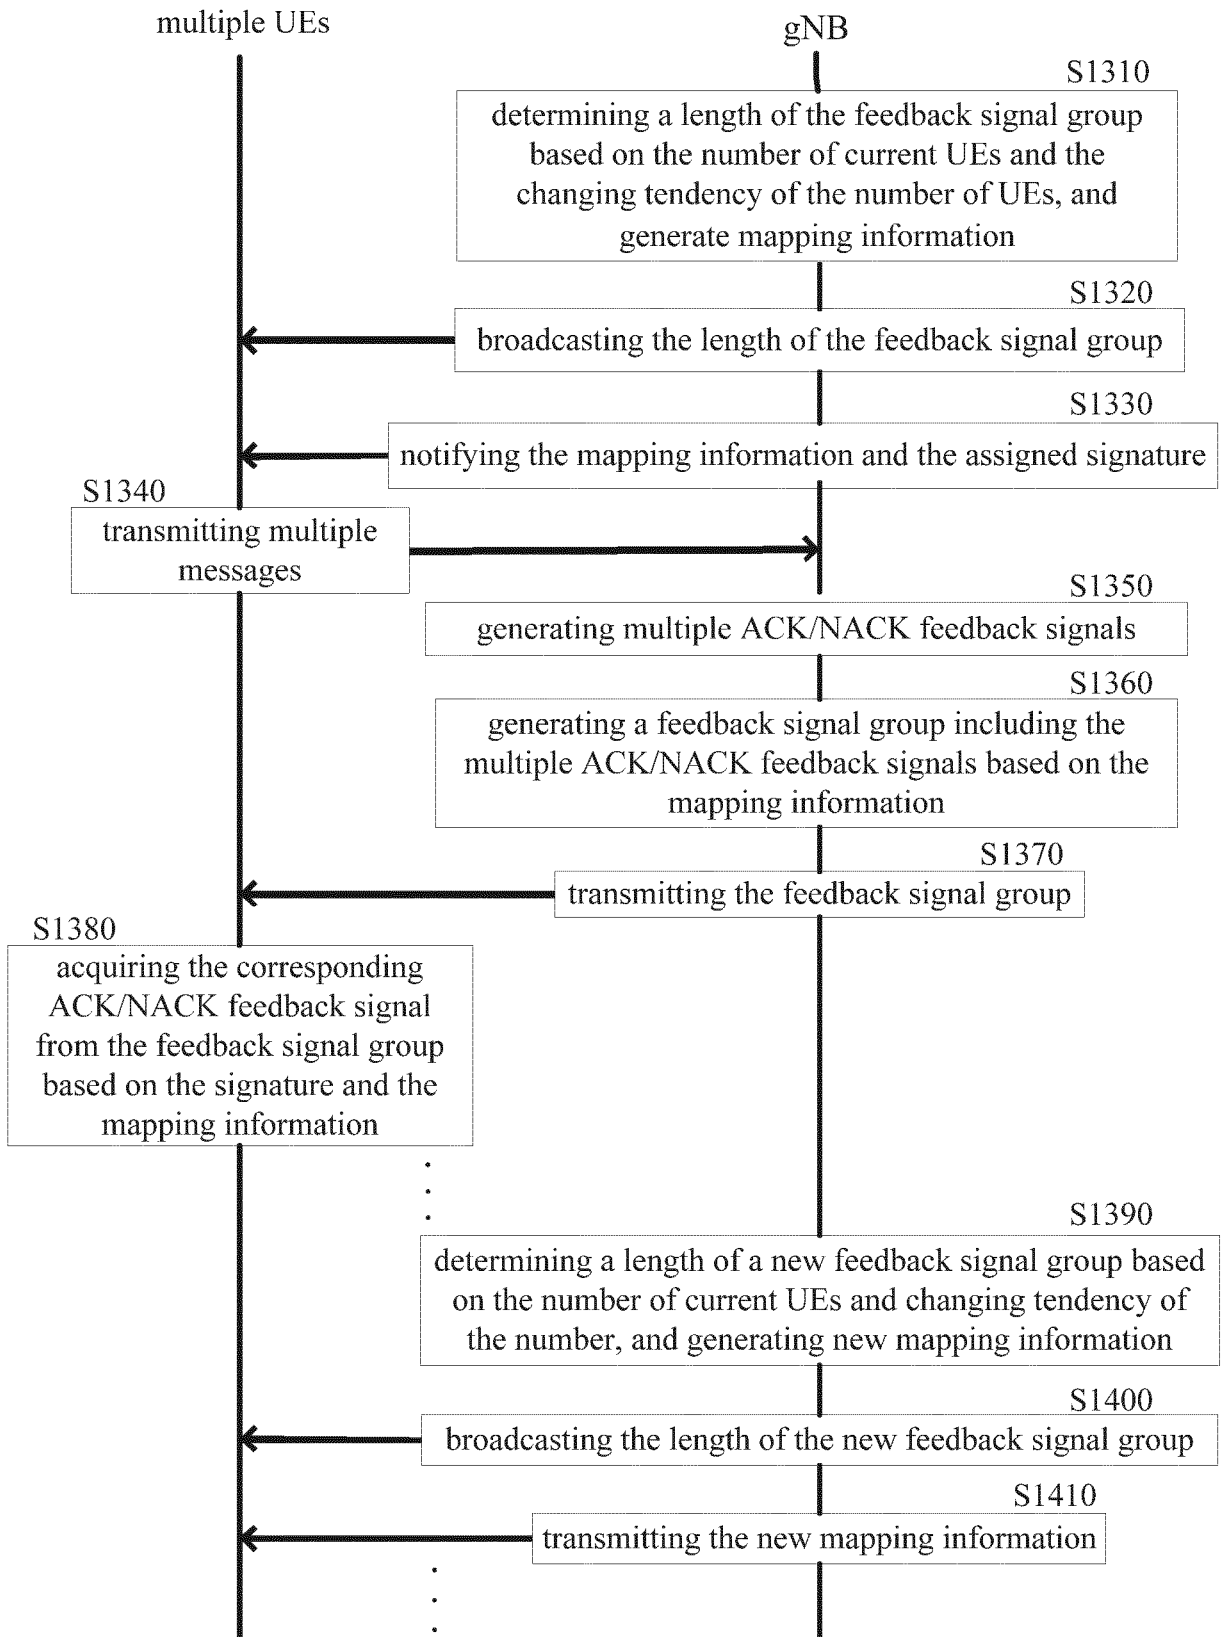 multiple UEs
gNB
S1310
determining a length of the feedback signal group
based on the number of current UEs and the
changing tendency of the number of UEs, and
generate mapping information
S1320
broadcasting the length of the feedback signal group
S1330
notifying the mapping information and the assigned signature
S1340
transmitting multiple
messages
S1350
generating multiple ACK/NACK feedback signals
S1360
generating a feedback signal group including the
multiple ACK/NACK feedback signals based on the
mapping information
S1370
transmitting the feedback signal group
S1380
acquiring the corresponding
ACK/NACK feedback signal
from the feedback signal group
based on the signature and the
mapping information
S1390
determining a length of a new feedback signal group based
on the number of current UEs and changing tendency of
the number, and generating new mapping information
S1400
broadcasting the length of the new feedback signal group
S1410
transmitting the new mapping information